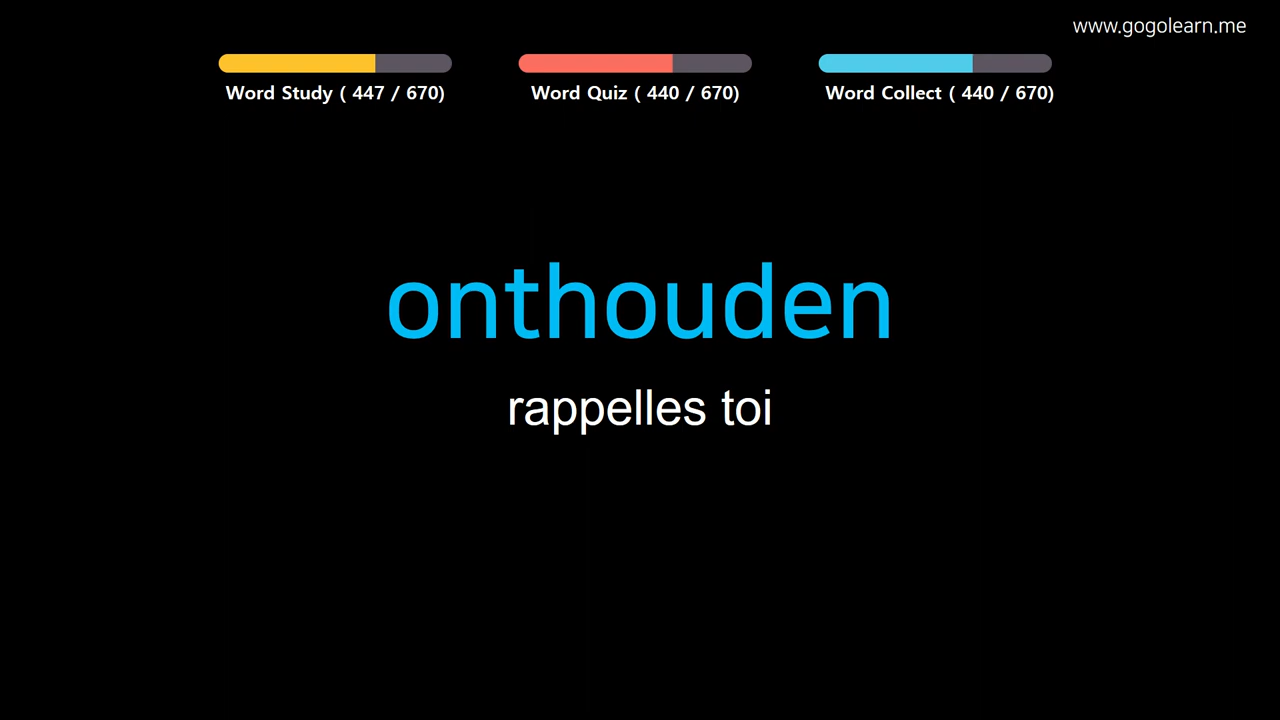 www.gogolearn.me
Word Study ( 447 / 670)
Word Quiz ( 440 / 670)
Word Collect ( 440 / 670)
onthouden
rappelles toi